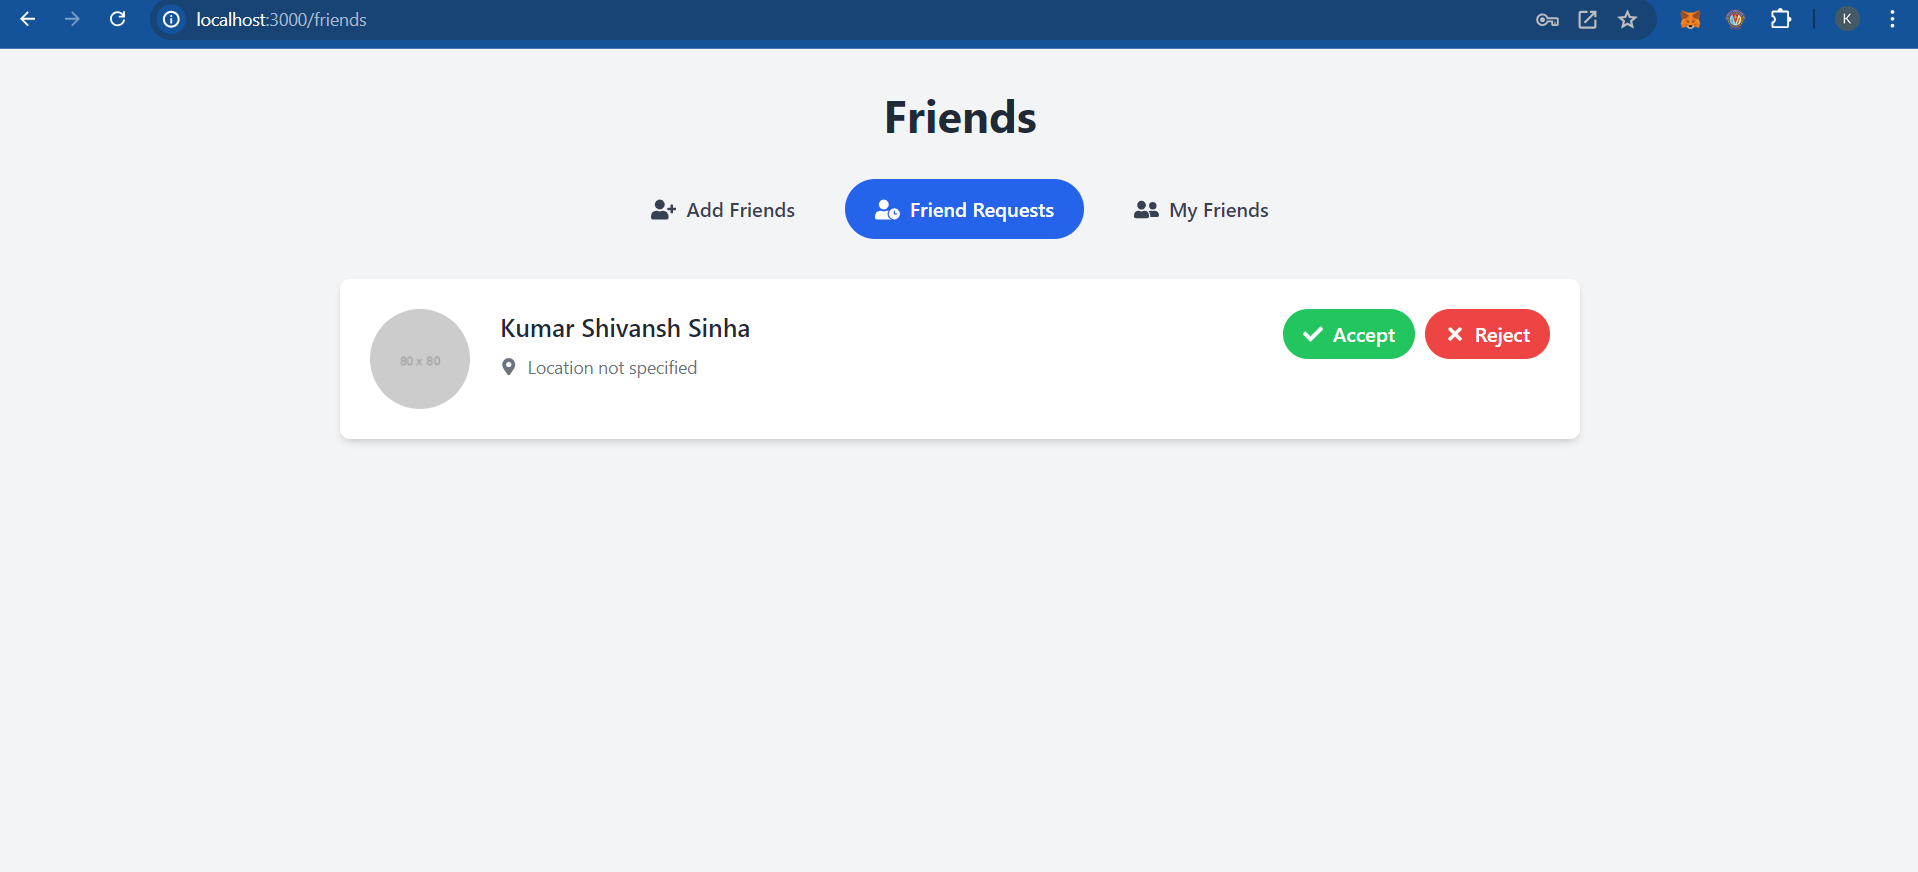 localhost:3000/friends
K
Friends
Add Friends
Friend Requests
My Friends
80 x 80
Kumar Shivansh Sinha
Location not specified
Accept
Reject